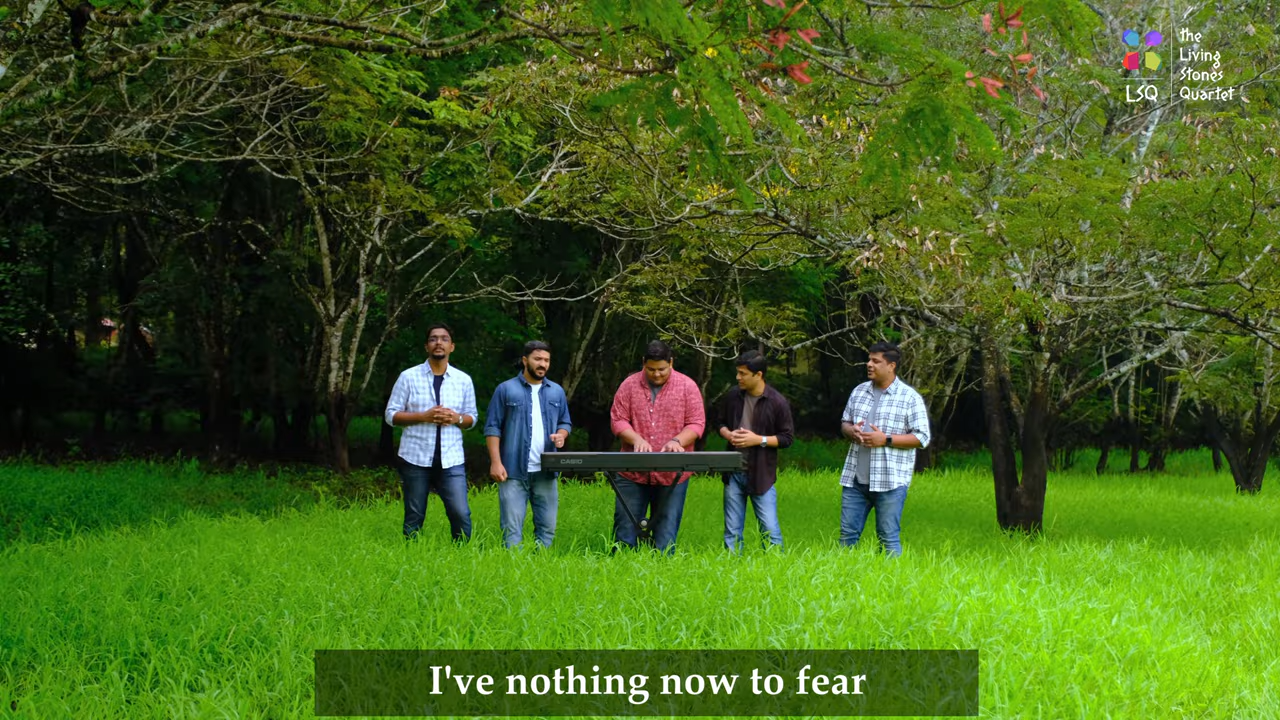 the
Living
Stones
Quartet
LSQ
CASIO
I've nothing now to fear